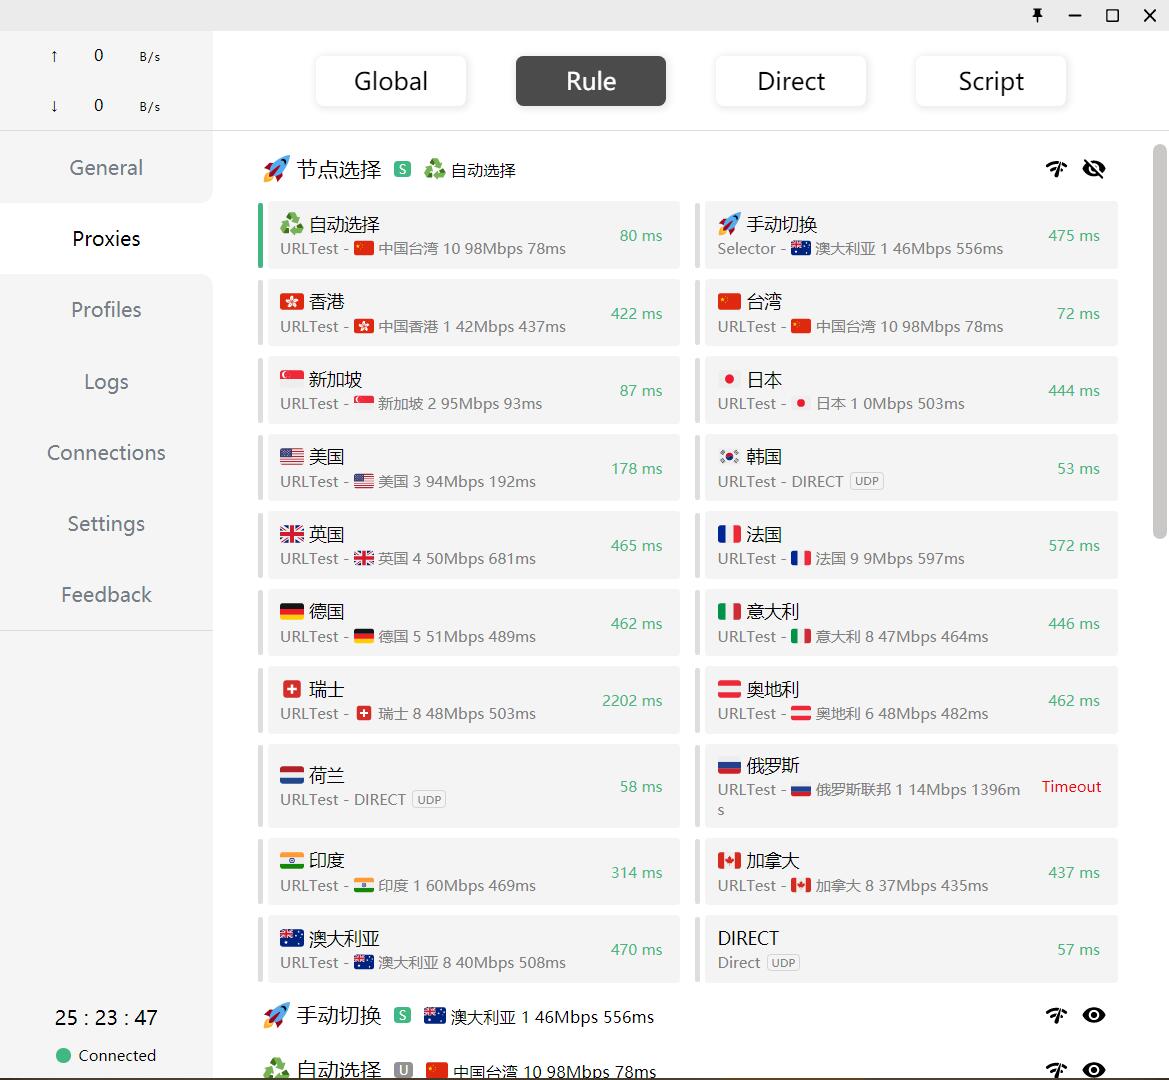 ↑ 0 B/s
↓ 0 B/s
General
Proxies
Profiles
Logs
Connections
Settings
Feedback
25 : 23 : 47
Connected
Global
Rule
Direct
Script
节点选择 S 自动选择
自动选择
URLTest - 中国台湾 10 98Mbps 78ms
80 ms
手动切换
Selector - 澳大利亚 1 46Mbps 556ms
475 ms
香港
URLTest - 中国香港 1 42Mbps 437ms
422 ms
台湾
URLTest - 中国台湾 10 98Mbps 78ms
72 ms
新加坡
URLTest - 新加坡 2 95Mbps 93ms
87 ms
日本
URLTest - 日本 1 0Mbps 503ms
444 ms
美国
URLTest - 美国 3 94Mbps 192ms
178 ms
韩国
URLTest - DIRECT UDP
53 ms
英国
URLTest - 英国 4 50Mbps 681ms
465 ms
法国
URLTest - 法国 9 9Mbps 597ms
572 ms
德国
URLTest - 德国 5 51Mbps 489ms
462 ms
意大利
URLTest - 意大利 8 47Mbps 464ms
446 ms
瑞士
URLTest - 瑞士 8 48Mbps 503ms
2202 ms
奥地利
URLTest - 奥地利 6 48Mbps 482ms
462 ms
荷兰
URLTest - DIRECT UDP
58 ms
俄罗斯
URLTest - 俄罗斯联邦 1 14Mbps 1396m
s
Timeout
印度
URLTest - 印度 1 60Mbps 469ms
314 ms
加拿大
URLTest - 加拿大 8 37Mbps 435ms
437 ms
澳大利亚
URLTest - 澳大利亚 8 40Mbps 508ms
470 ms
DIRECT
Direct UDP
57 ms
手动切换 S 澳大利亚 1 46Mbps 556ms
自动选择 U 中国台湾 10 98Mbps 78ms